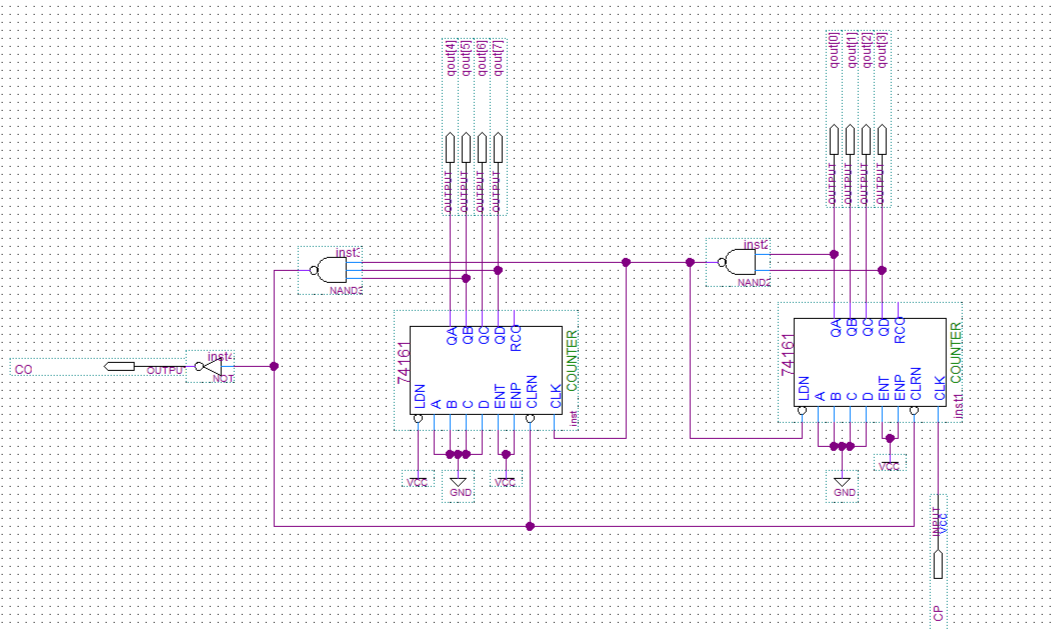 qout[4]
qout[5]
qout[6]
qout[7]
qout[0]
qout[1]
qout[2]
qout[3]
OUTPUT
OUTPUT
OUTPUT
OUTPUT
OUTPUT
OUTPUT
OUTPUT
OUTPUT
inst3
NAND3
inst2
NAND2
QA
QB
QC
QD
RCO
74161
COUNTER
LDN
A
B
C
D
ENT
ENP
CLRN
CLK
inst
QA
QB
QC
QD
RCO
74161
COUNTER
LDN
A
B
C
D
ENT
ENP
CLRN
CLK
inst1
CO
OUTPU
inst4
NOT
VCC
GND
VCC
GND
VCC
INPUT
VCC
CP